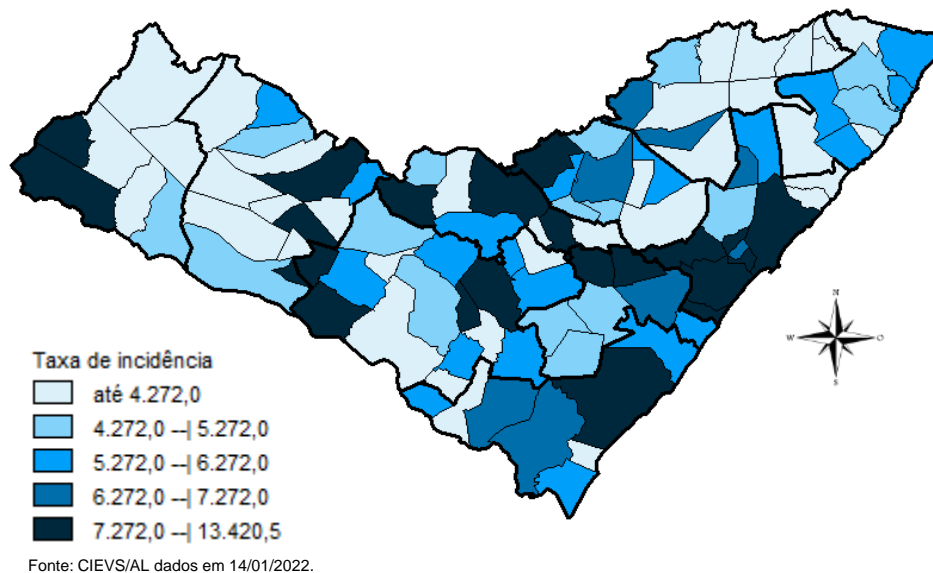 N
W O
S
Taxa de incidência
até 4.272,0
4.272,0 --| 5.272,0
5.272,0 --| 6.272,0
6.272,0 --| 7.272,0
7.272,0 --| 13.420,5
Fonte: CIEVS/AL dados em 14/01/2022.